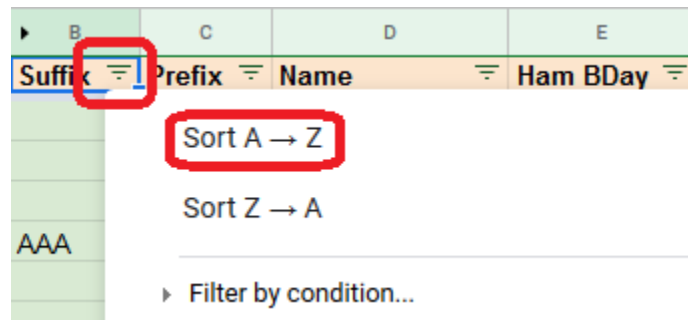 B C D E
Suffix Prefix Name Ham BDay
Sort A → Z
Sort Z → A
AAA
Filter by condition...